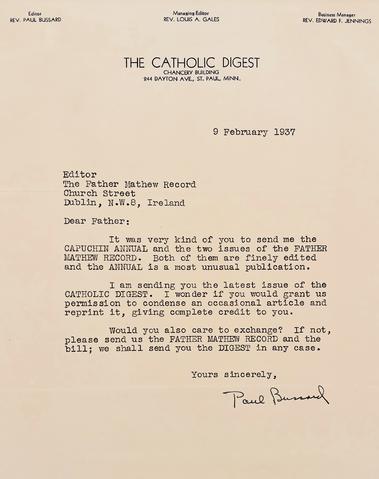 Editor
REV. PAUL BUSSARD
Managing Editor
REV. LOUIS A. GALES
Business Manager
REV. EDWARD F. JENNINGS
THE CATHOLIC DIGEST
CHANCERY BUILDING
244 DAYTON AVE., ST. PAUL, MINN.
9 February 1937
Editor
The Father Mathew Record
Church Street
Dublin, N.W.8, Ireland
Dear Father:
It was very kind of you to send me the
CAPUCHIN ANNUAL and the two issues of the FATHER
MATHEW RECORD. Both of them are finely edited
and the ANNUAL is a most unusual publication.
I am sending you the latest issue of the
CATHOLIC DIGEST. I wonder if you would grant us
permission to condense an occasional article and
reprint it, giving complete credit to you.
Would you also care to exchange? If not,
please send us the FATHER MATHEW RECORD and the
bill; we shall send you the DIGEST in any case.
Yours sincerely,
Paul Bussard